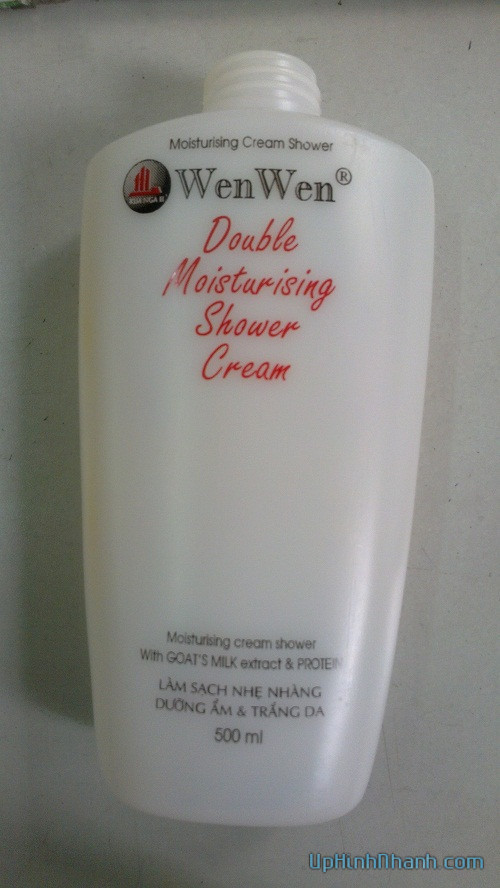 Moisturising Cream Shower
WenWen®
Double
Moisturising
Shower
Cream
Moisturising cream shower
With GOAT'S MILK extract & PROTEIN
LÀM SẠCH NHẸ NHÀNG
DƯỠNG ẨM & TRẮNG DA
500 ml
UpHinhNhanh.com